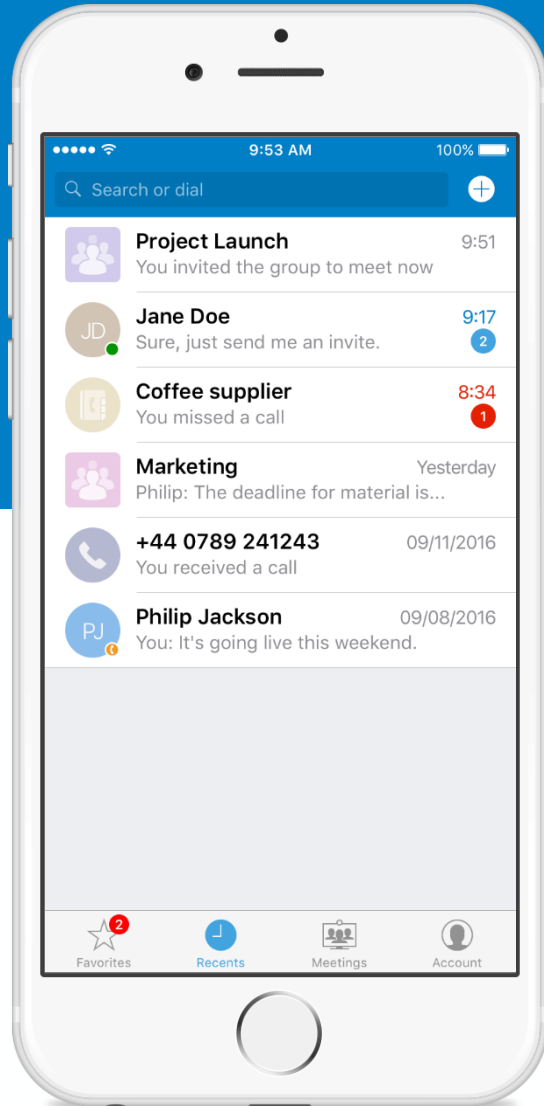 9:53 AM
100%
Search or dial
Project Launch
9:51
You invited the group to meet now
JD
Jane Doe
9:17
Sure, just send me an invite.
2
Coffee supplier
8:34
You missed a call
1
Marketing
Yesterday
Philip: The deadline for material is...
+44 0789 241243
09/11/2016
You received a call
PJ
Philip Jackson
09/08/2016
You: It's going live this weekend.
2
Favorites
Recents
Meetings
Account